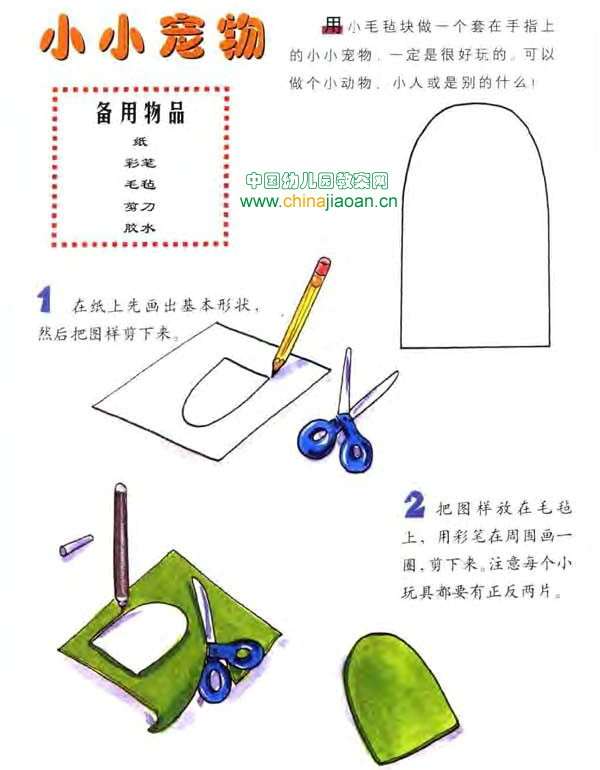 小小宠物
用小毛毡块做一个套在手指上
的小小宠物，一定是很好玩的。可以
做个小动物，小人或是别的什么！
备用物品
纸
彩笔
毛毡
剪刀
胶水
中国幼儿园教案网
www.chinajiaoan.cn
1 在纸上先画出基本形状，
然后把图样剪下来。
2 把图样放在毛毡
上，用彩笔在周围画一
圈，剪下来。注意每个小
玩具都要有正反两片。